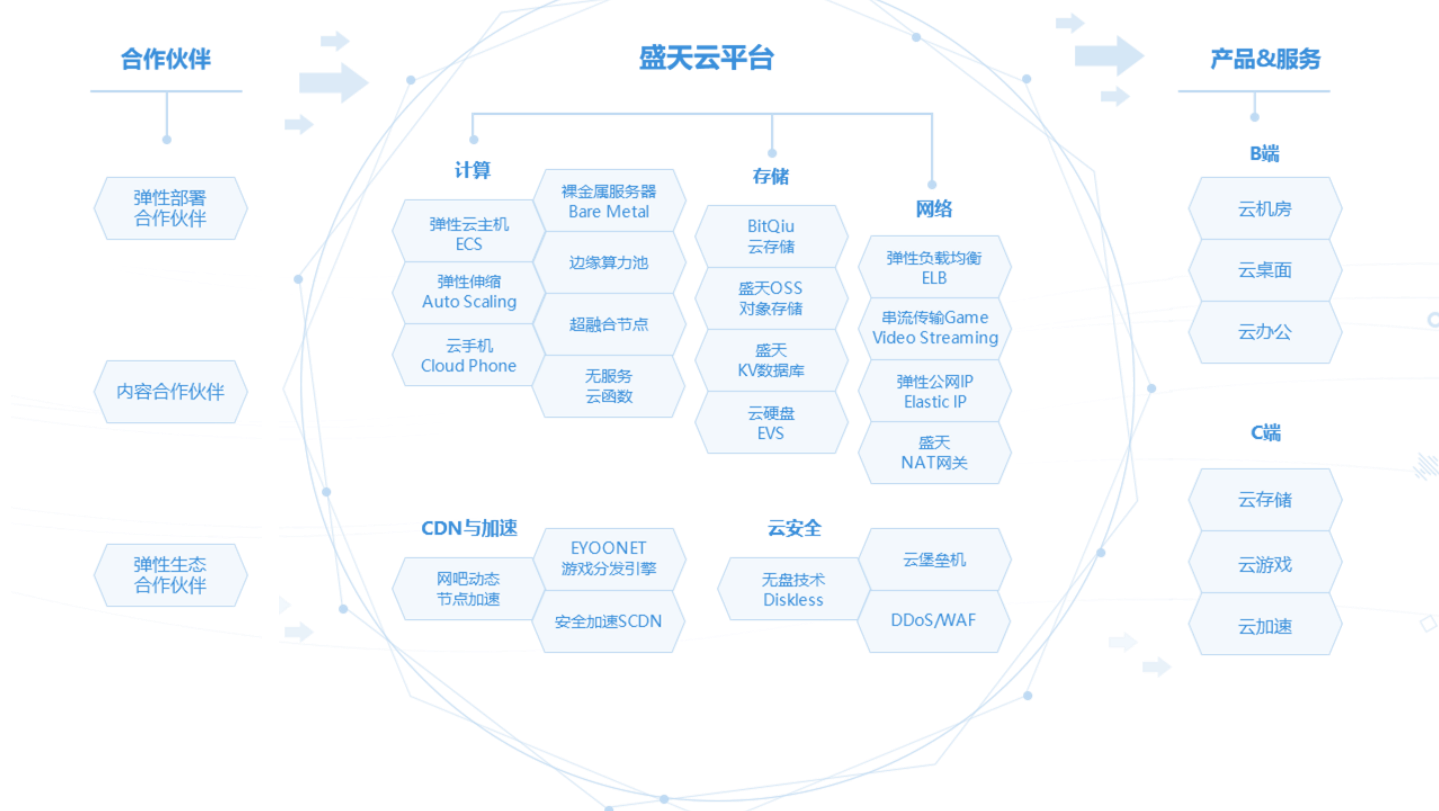 合作伙伴
弹性部署
合作伙伴
内容合作伙伴
弹性生态
合作伙伴
盛天云平台
计算
弹性云主机
ECS
弹性伸缩
Auto Scaling
云手机
Cloud Phone
裸金属服务器
Bare Metal
边缘算力池
超融合节点
无服务
云函数
存储
BitQiu
云存储
盛天OSS
对象存储
盛天
KV数据库
云硬盘
EVS
网络
弹性负载均衡
ELB
串流传输Game
Video Streaming
弹性公网IP
Elastic IP
盛天
NAT网关
CDN与加速
网吧动态
节点加速
EYOONET
游戏分发引擎
安全加速SCDN
云安全
无盘技术
Diskless
云堡垒机
DDoS/WAF
产品&服务
B端
云机房
云桌面
云办公
C端
云存储
云游戏
云加速